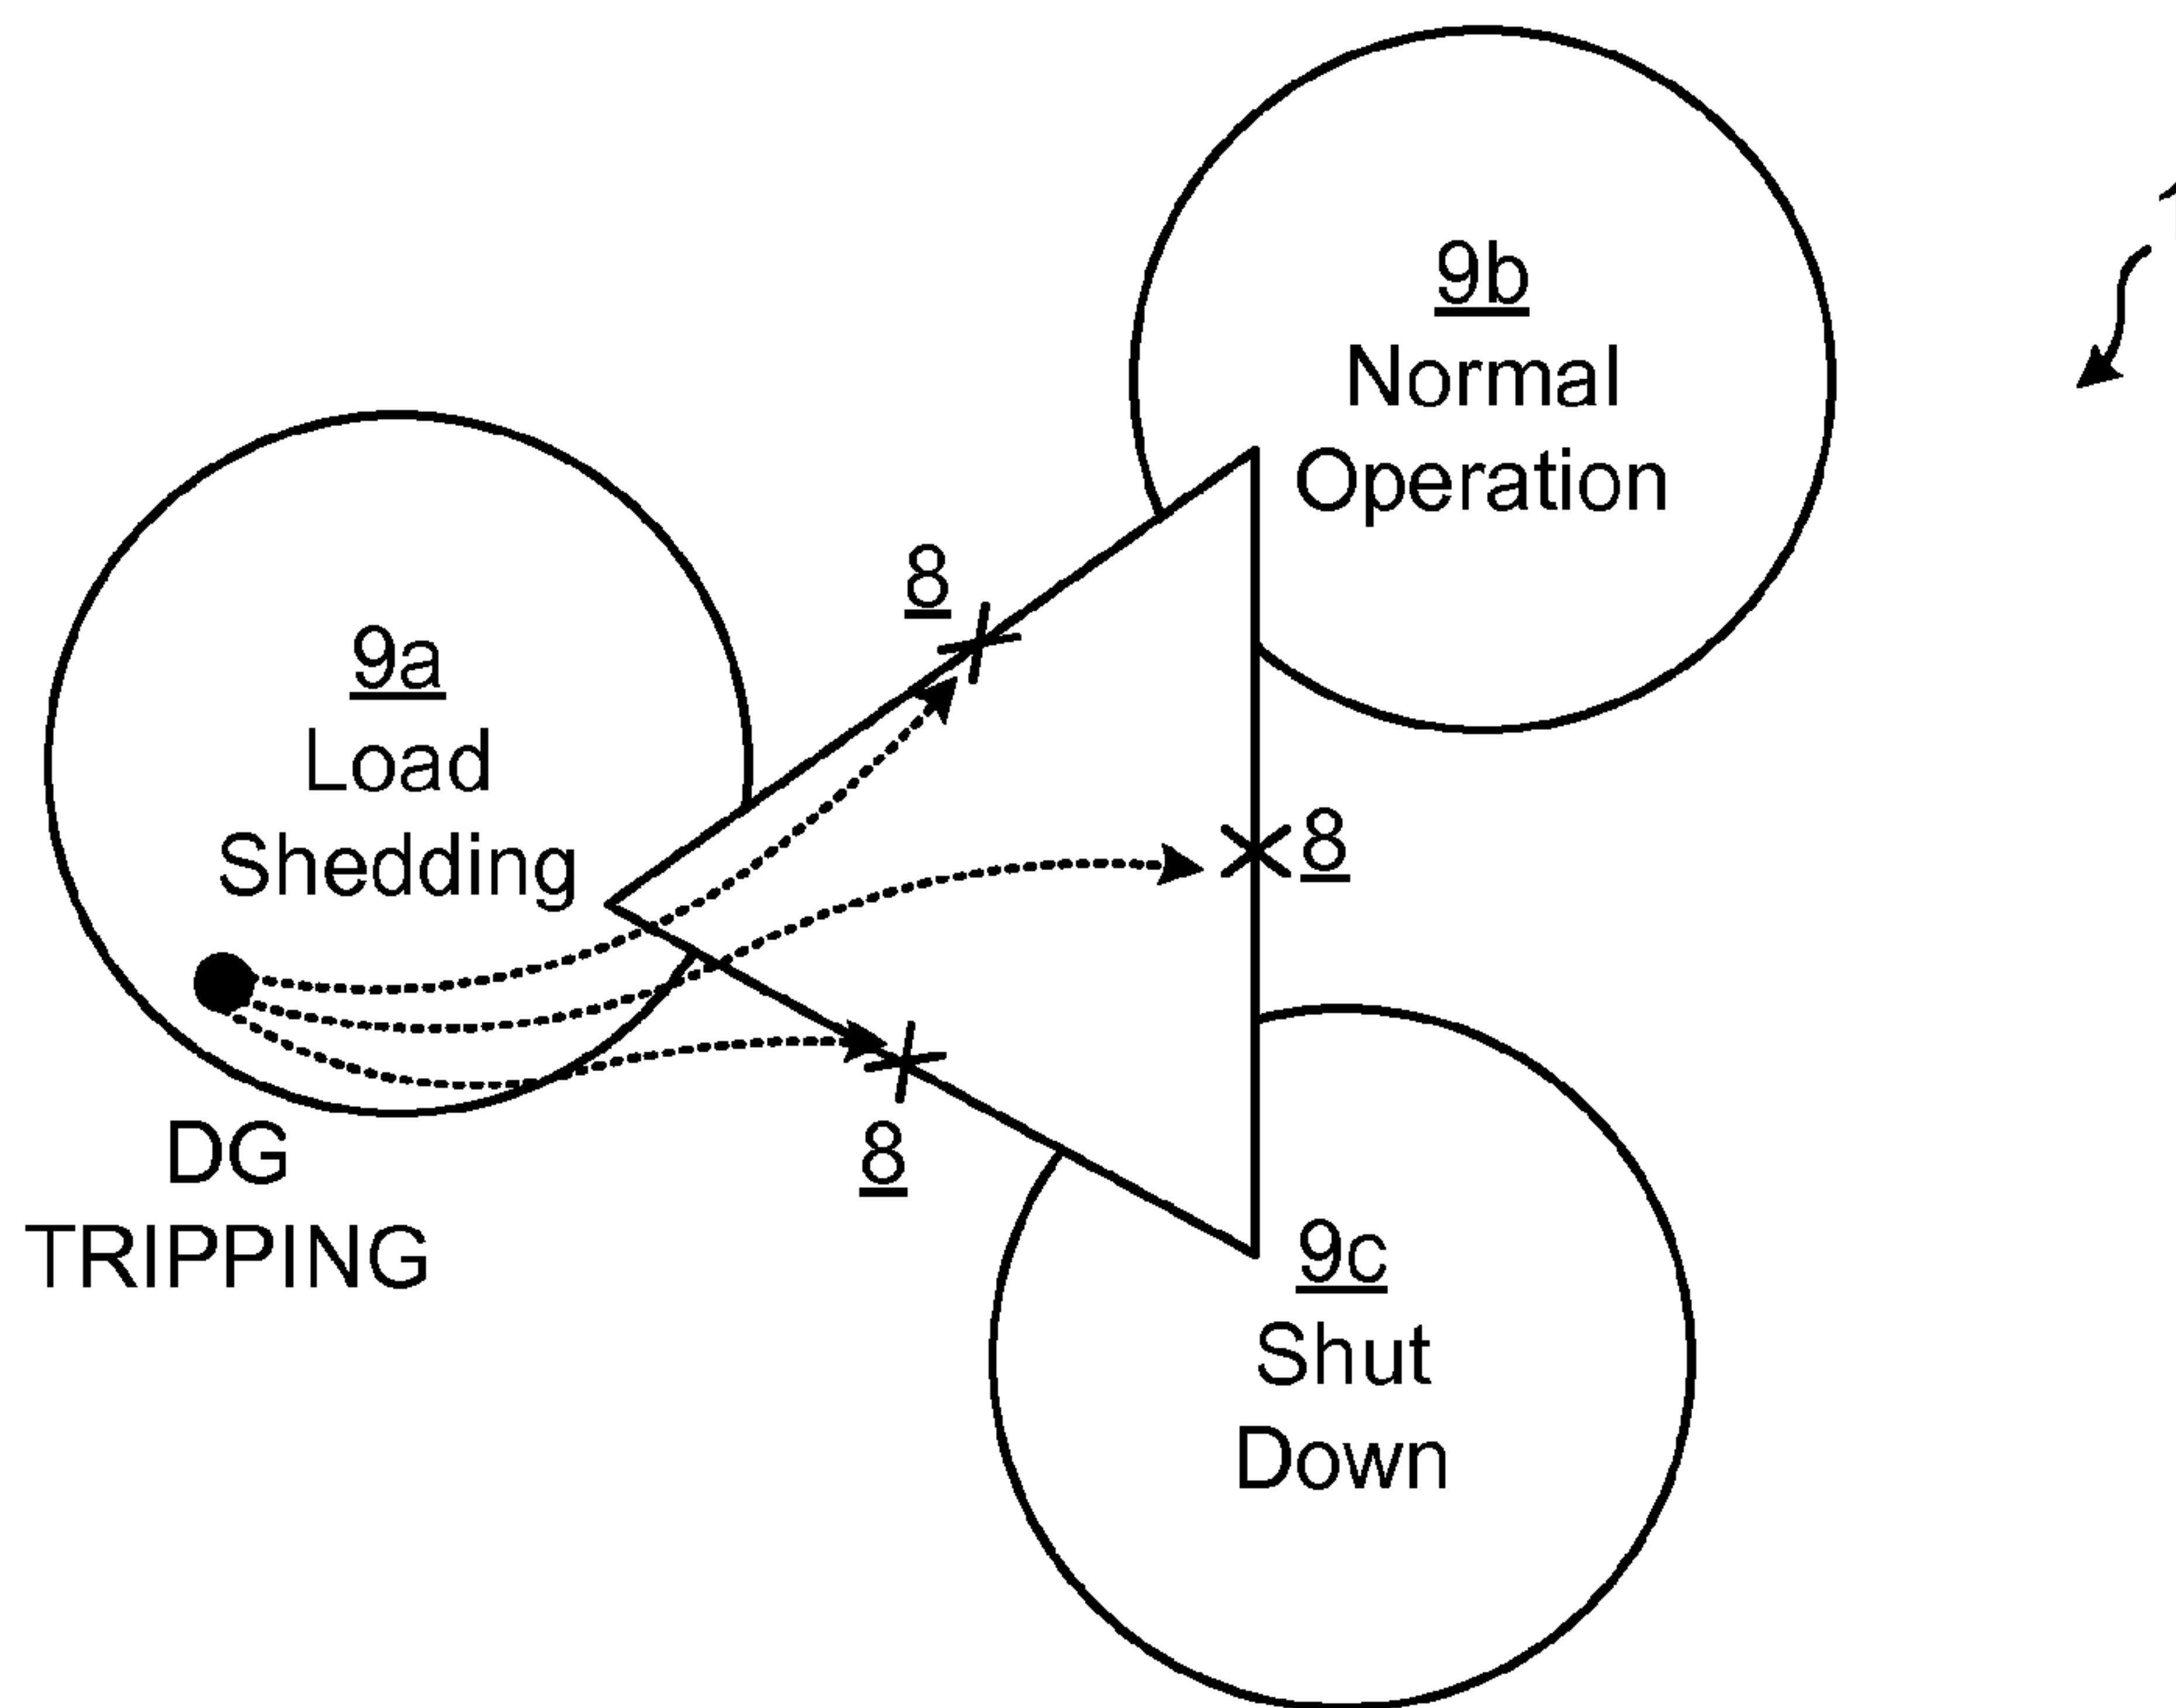 9b
Normal
Operation
8
9a
Load
Shedding
8
8
DG
TRIPPING
9c
Shut
Down